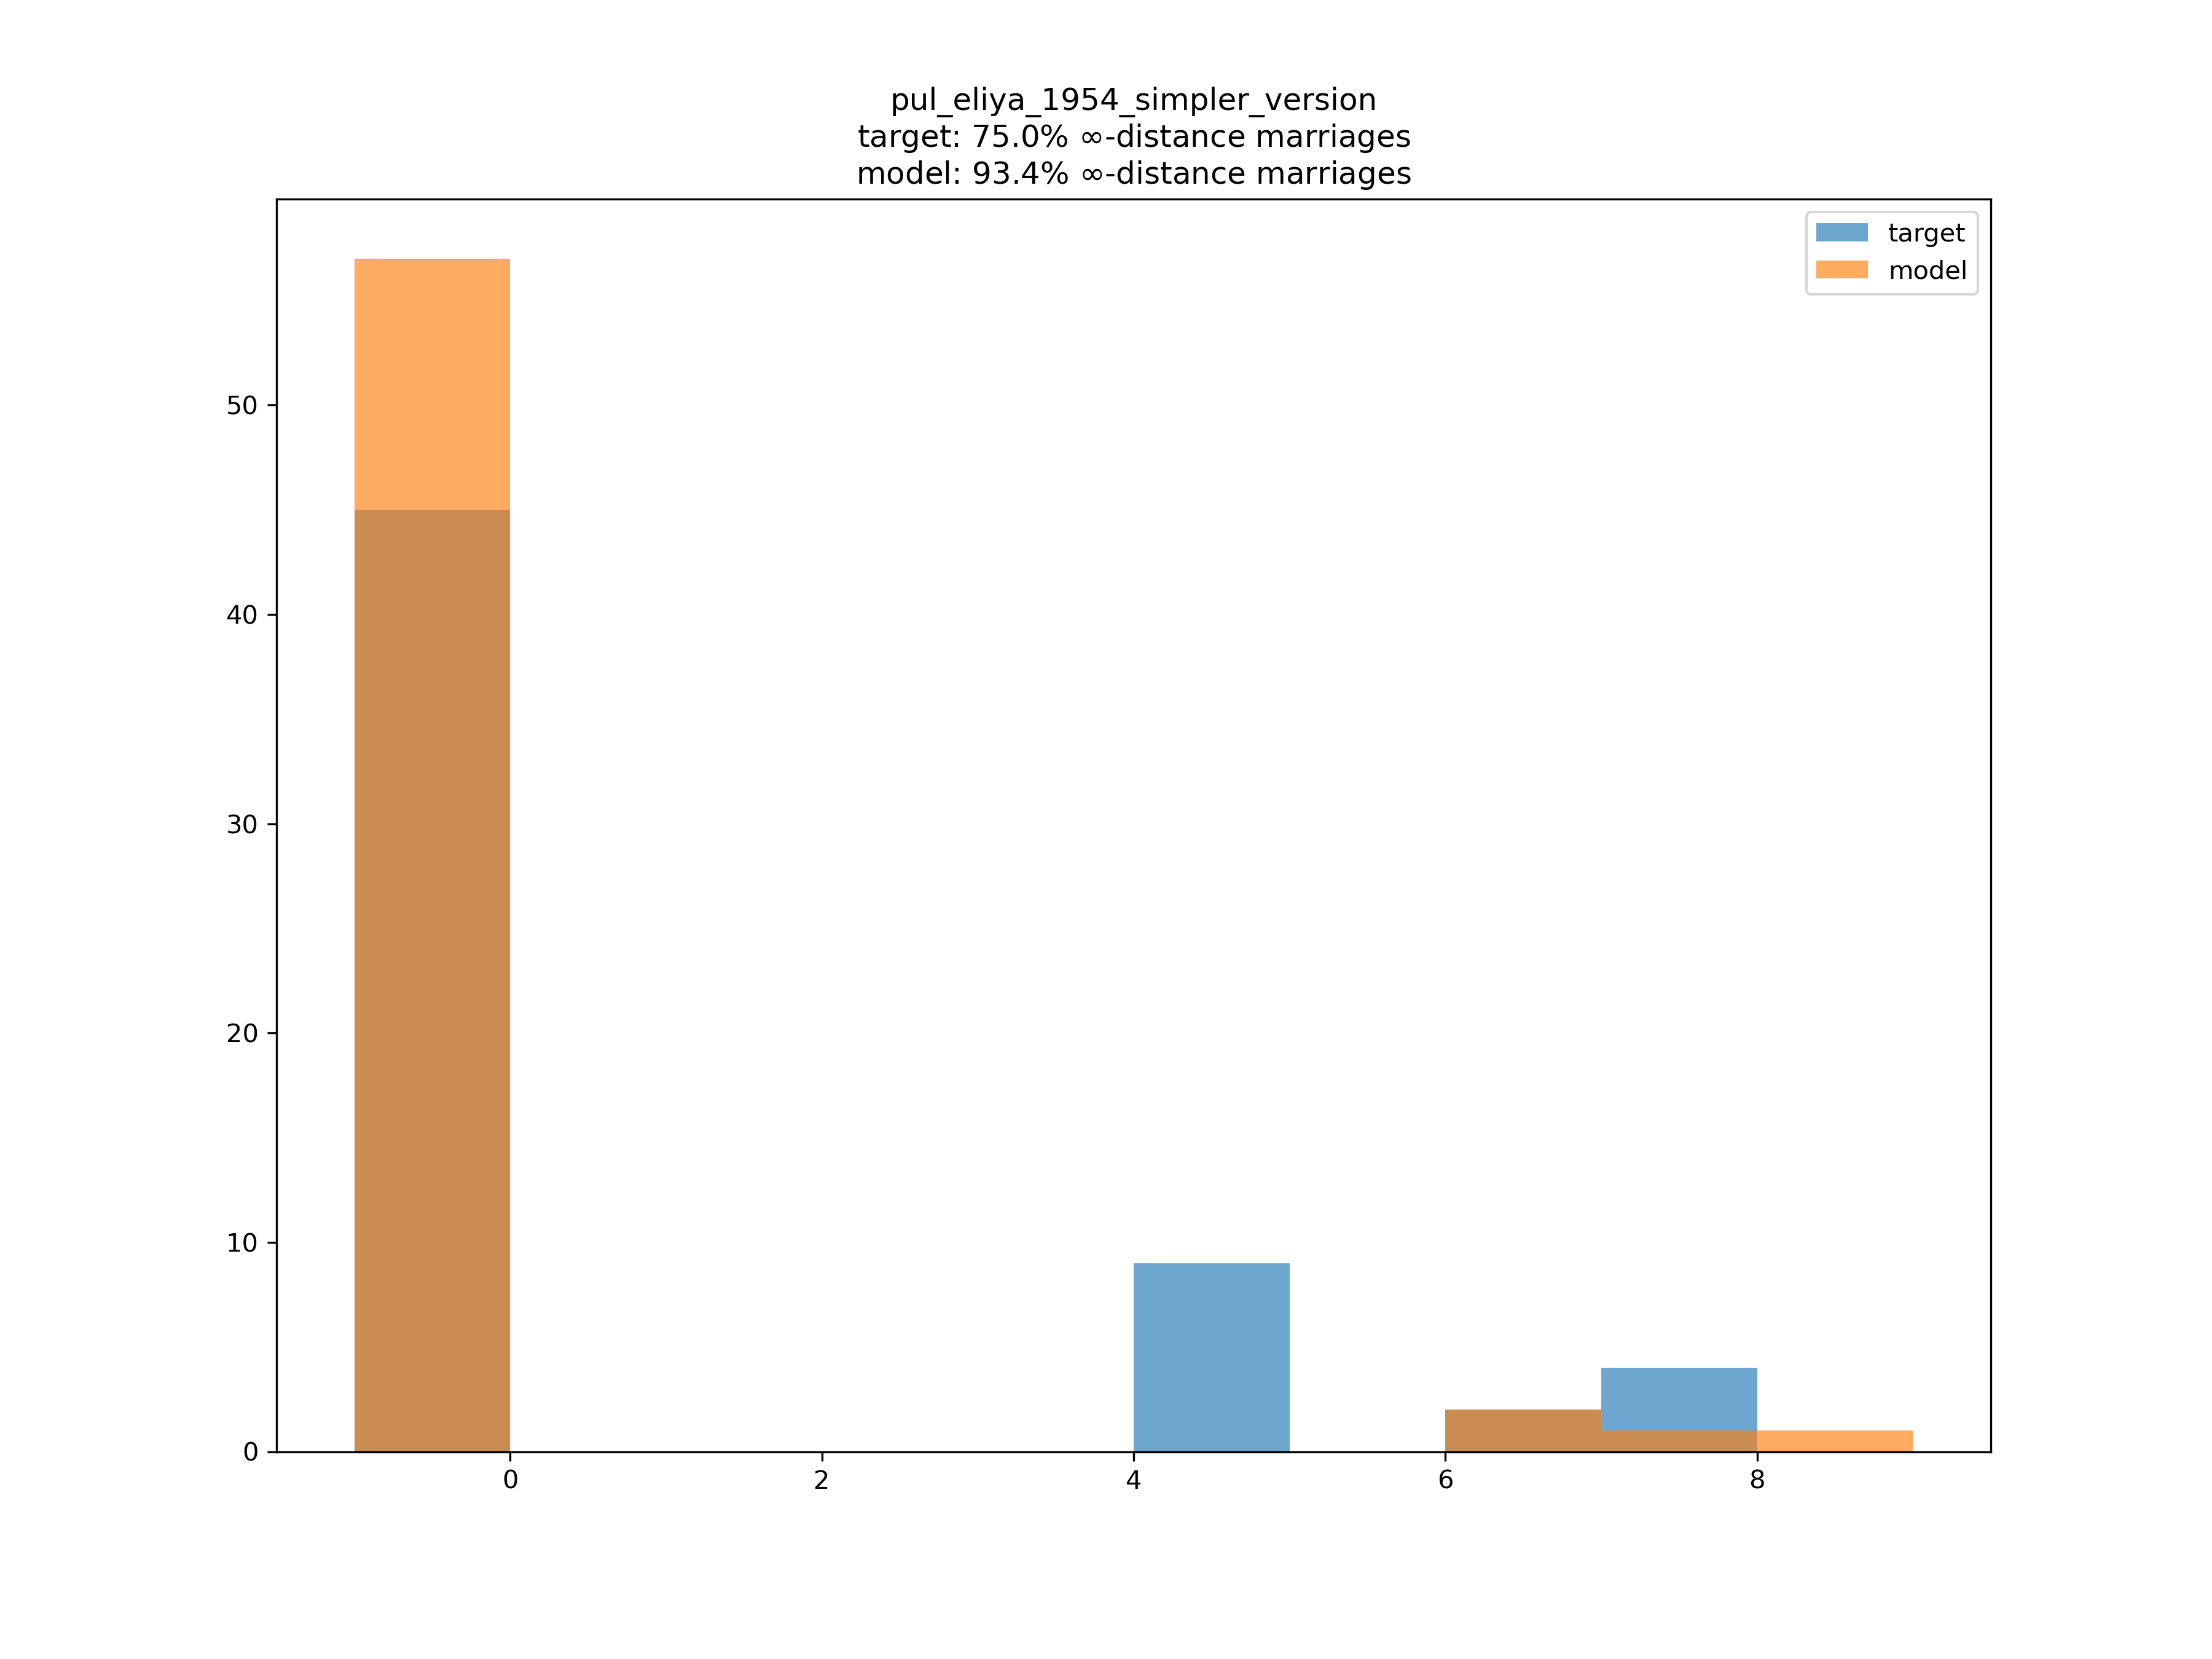 pul_eliya_1954_simpler_version
target: 75.0% ∞-distance marriages
model: 93.4% ∞-distance marriages
target
model
50
40
30
20
10
0
0 2 4 6 8